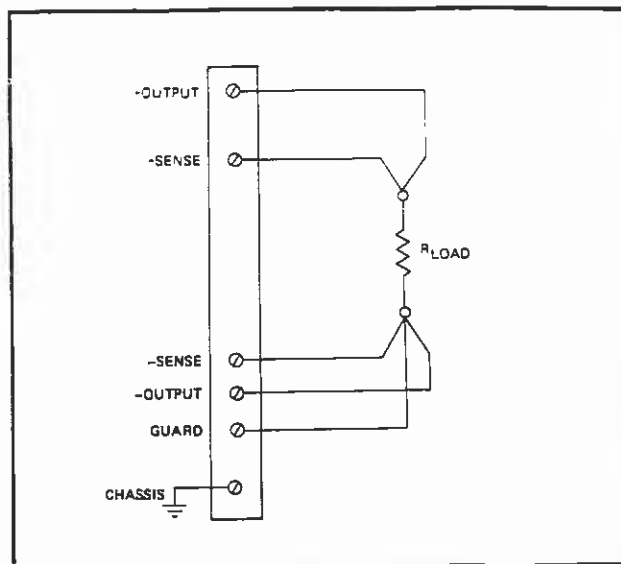 -OUTPUT
-SENSE
RLOAD
-SENSE
-OUTPUT
GUARD
CHASSIS